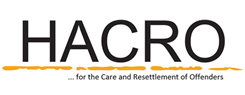 HACRO
... for the Care and Resettlement of Offenders